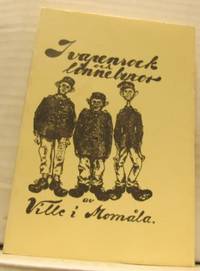 I vapenrock
och
linnebyxor
av
Ville i Momåla.